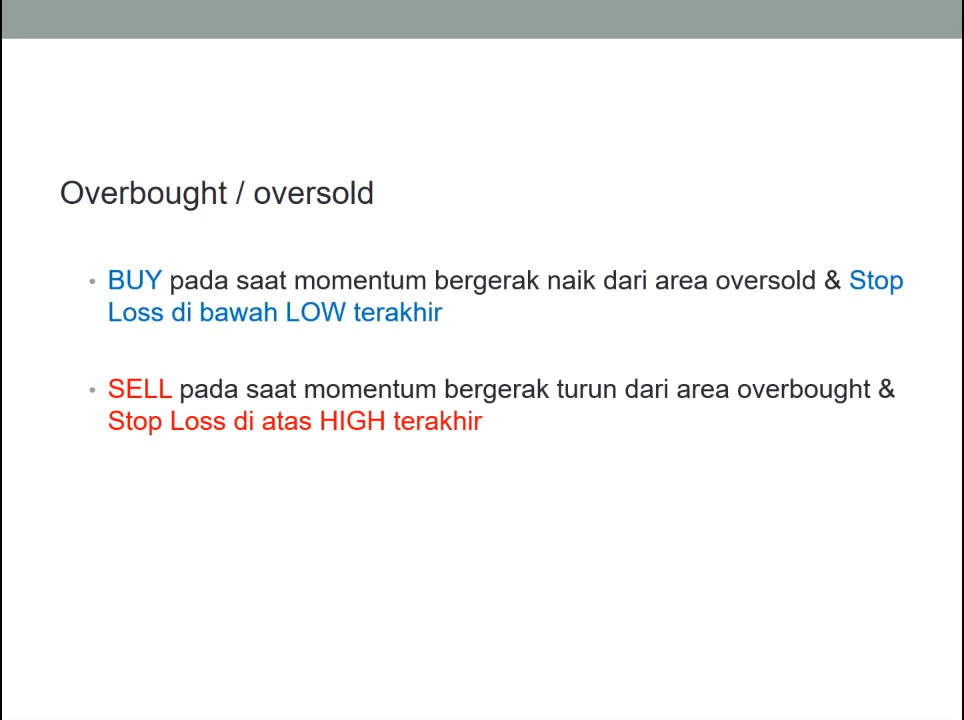 Overbought / oversold
• BUY pada saat momentum bergerak naik dari area oversold & Stop
Loss di bawah LOW terakhir
• SELL pada saat momentum bergerak turun dari area overbought &
Stop Loss di atas HIGH terakhir